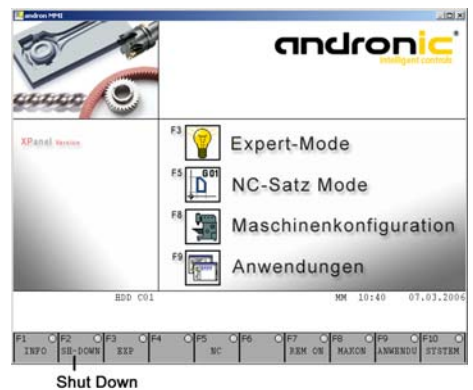 andron MMI
andronic
intelligent controls
XPanel Version
F3 Expert-Mode
G01
F5 NC-Satz Mode
F8 Maschinenkonfiguration
F9 Anwendungen
HDD C01 MM 10:40 07.03.2006
F1 F2 F3 F4 F5 F6 F7 F8 F9 F10
INFO SH-DOWN EXP NC REM ON MAKON ANWENDU SYSTEM
Shut Down